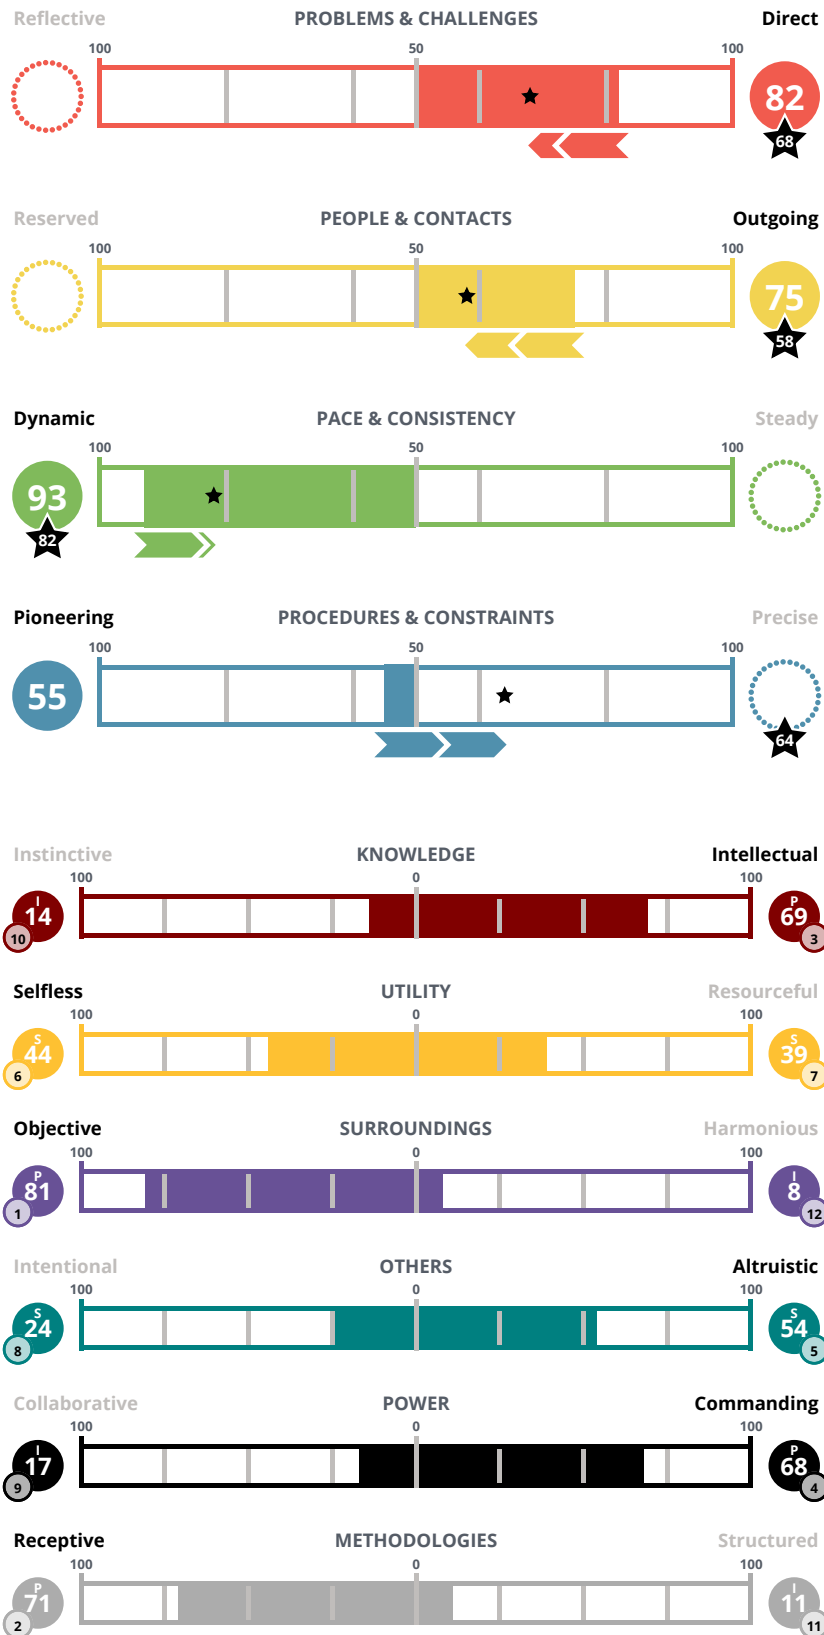 Reflective PROBLEMS & CHALLENGES Direct
100 50 100
82
68
Reserved PEOPLE & CONTACTS Outgoing
100 50 100
75
58
Dynamic PACE & CONSISTENCY Steady
100 50 100
93
82
Pioneering PROCEDURES & CONSTRAINTS Precise
100 50 100
55
64
Instinctive KNOWLEDGE Intellectual
100 0 100
I P
14 69
10 3
Selfless UTILITY Resourceful
100 0 100
S S
44 39
6 7
Objective SURROUNDINGS Harmonious
100 0 100
P I
81 8
1 12
Intentional OTHERS Altruistic
100 0 100
S S
24 54
8 5
Collaborative POWER Commanding
100 0 100
I P
17 68
9 4
Receptive METHODOLOGIES Structured
100 0 100
P I
71 11
2 11